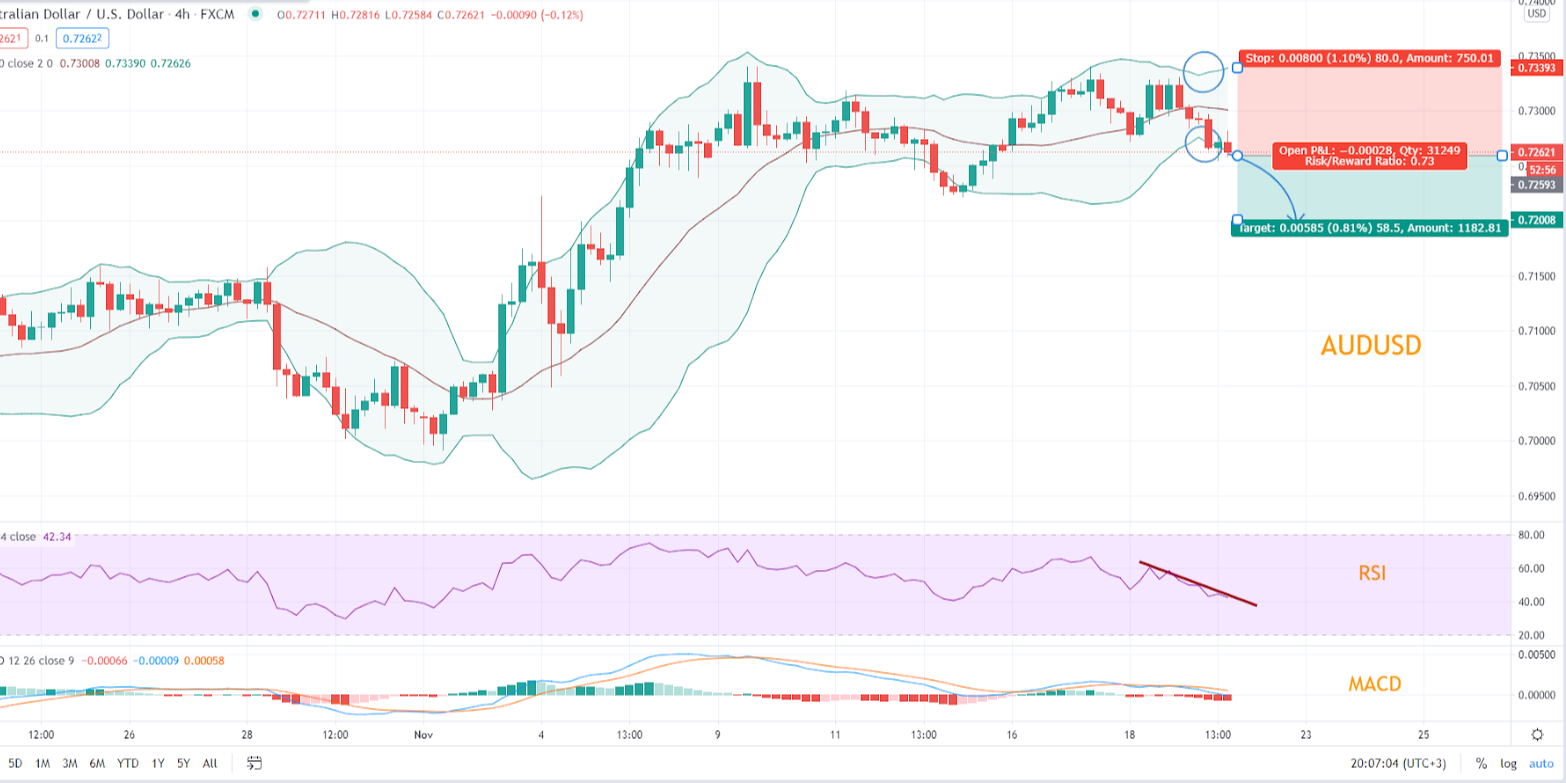 tralian Dollar / U.S. Dollar · 4h · FXCM O0.72711 H0.72816 L0.72584 C0.72621 −0.00090 (−0.12%)
2621 0.1 0.72622
0 close 2 0 0.73008 0.73390 0.72626
0.74000
USD
0.73500
Stop: 0.00800 (1.10%) 80.0, Amount: 750.01
0.73393
0.73000
Open P&L: −0.00028, Qty: 31249
Risk/Reward Ratio: 0.73
0.72621
52:56
0.72593
0.72008
Target: 0.00585 (0.81%) 58.5, Amount: 1182.81
0.71500
0.71000
AUDUSD
0.70500
0.70000
0.69500
4 close 42.34
80.00
60.00
RSI
40.00
20.00
D 12 26 close 9 −0.00066 −0.00009 0.00058
0.00500
MACD
0.00000
12:00 26 28 12:00 Nov 4 13:00 9 11 13:00 16 18 13:00 23 25
5D 1M 3M 6M YTD 1Y 5Y All 20:07:04 (UTC+3) % log auto